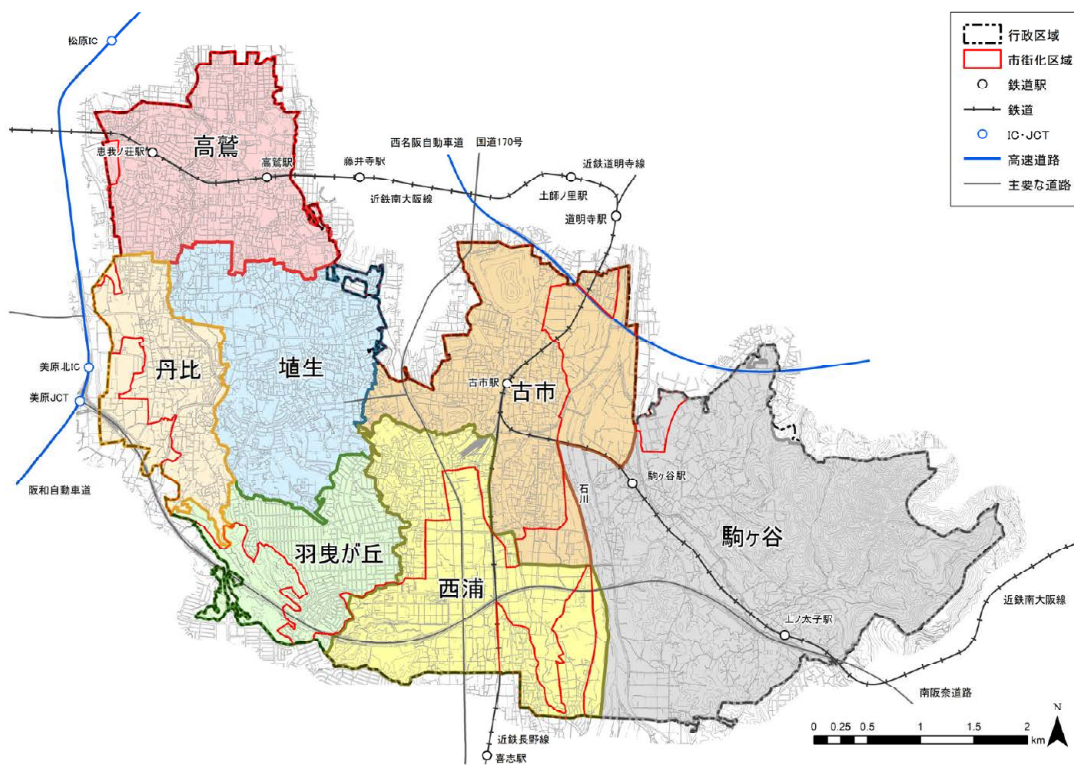 松原IC
行政区域
市街化区域
鉄道駅
鉄道
IC・JCT
高速道路
主要な道路
高鷲
恵我ノ荘駅
高鷲駅
藤井寺駅
西名阪自動車道
国道170号
近鉄道明寺線
近鉄南大阪線
土師ノ里駅
道明寺駅
丹比
埴生
美原北IC
美原JCT
古市駅
古市
阪和自動車道
石川
駒ヶ谷駅
駒ヶ谷
羽曳が丘
西浦
近鉄南大阪線
上ノ太子駅
南阪奈道路
近鉄長野線
喜志駅
N
0 0.25 0.5 1 1.5 2
km